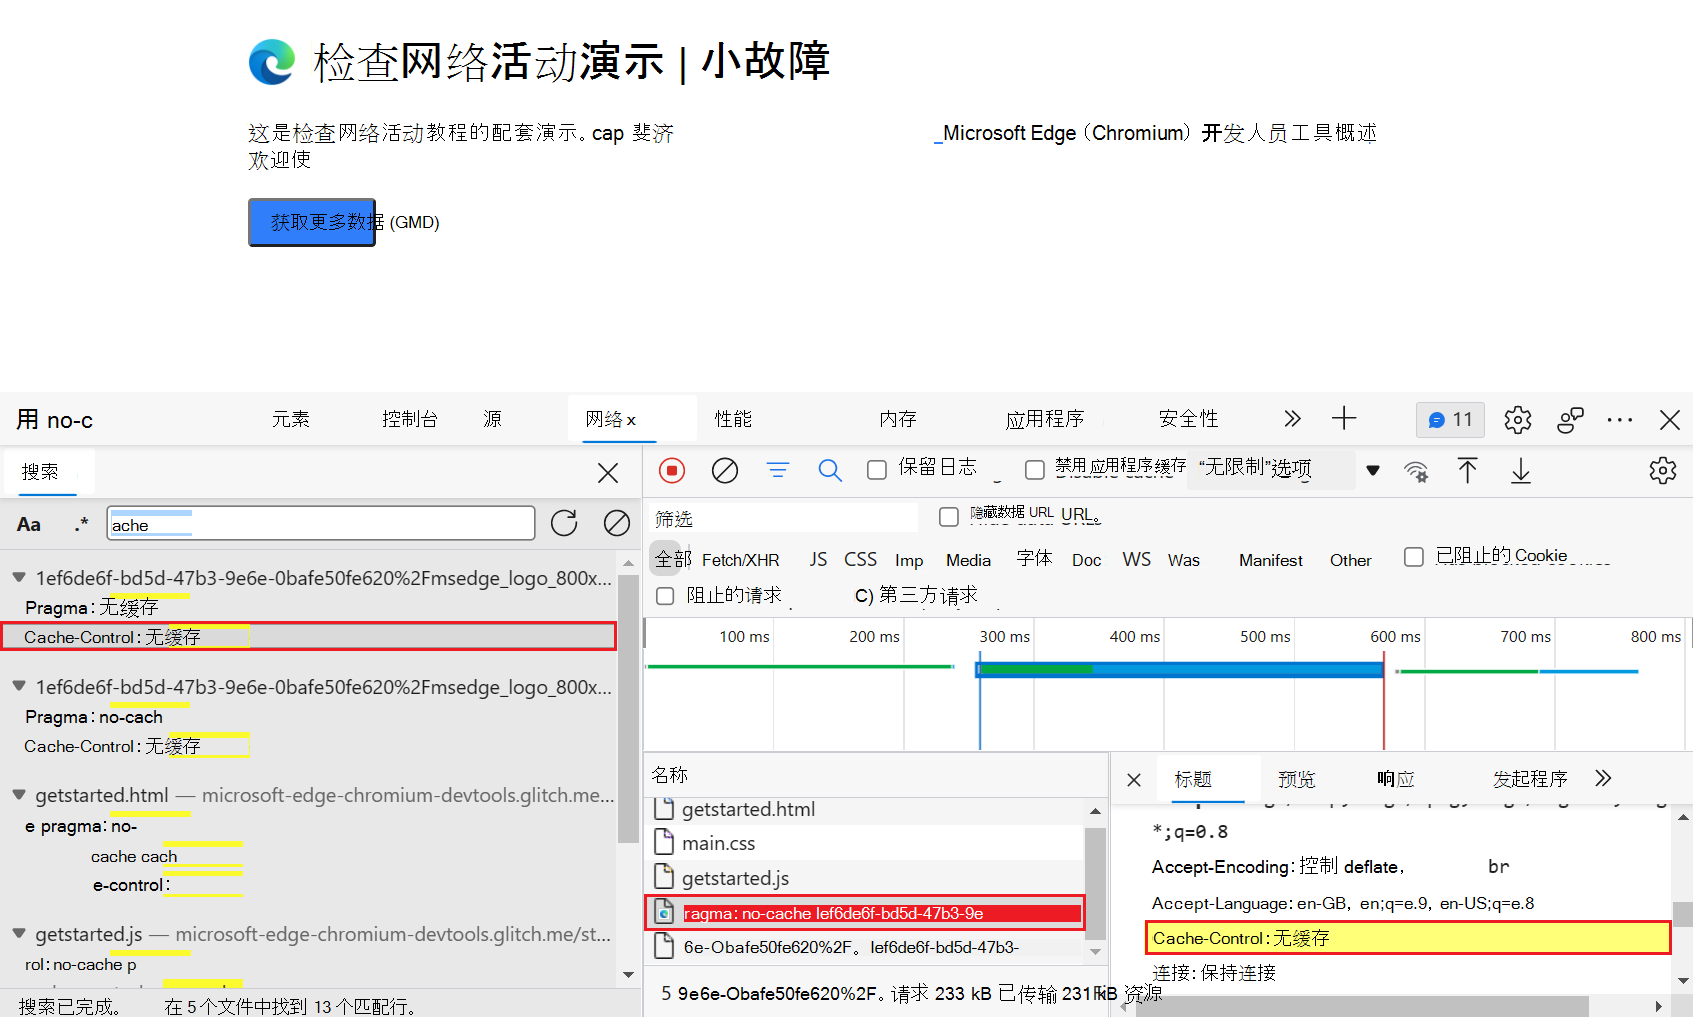 检查网络活动演示 | 小故障
这是检查网络活动教程的配套演示。cap 斐济
欢迎使
_Microsoft Edge (Chromium) 开发人员工具概述
获取更多数据 (GMD)
用 no-c 元素 控制台 源 网络 x 性能 内存 应用程序 安全性 11
搜索
Aa .* ache
1ef6de6f-bd5d-47b3-9e6e-0bafe50fe620%2Fmsedge_logo_800x...
Pragma: 无缓存
Cache-Control: 无缓存
1ef6de6f-bd5d-47b3-9e6e-0bafe50fe620%2Fmsedge_logo_800x...
Pragma: no-cach
Cache-Control: 无缓存
getstarted.html — microsoft-edge-chromium-devtools.glitch.me...
e pragma: no-
cache cach
e-control:
getstarted.js — microsoft-edge-chromium-devtools.glitch.me/st...
rol: no-cache p
搜索已完成。 在 5 个文件中找到 13 个匹配行。
保留日志 禁用应用程序缓存 “无限制”选项
筛选 隐藏数据 URL URL。
全部 Fetch/XHR JS CSS Imp Media 字体 Doc WS Was Manifest Other 已阻止的 Cookie
阻止的请求 C) 第三方请求
100 ms 200 ms 300 ms 400 ms 500 ms 600 ms 700 ms 800 ms
名称
getstarted.html
main.css
getstarted.js
ragma: no-cache lef6de6f-bd5d-47b3-9e
6e-Obafe50fe620%2F。lef6de6f-bd5d-47b3-
5 9e6e-Obafe50fe620%2F。请求 233 kB 已传输 231 kB 资源
标题 预览 响应 发起程序
*;q=0.8
Accept-Encoding: 控制 deflate, br
Accept-Language: en-GB, en;q=e.9, en-US;q=e.8
Cache-Control: 无缓存
连接: 保持连接